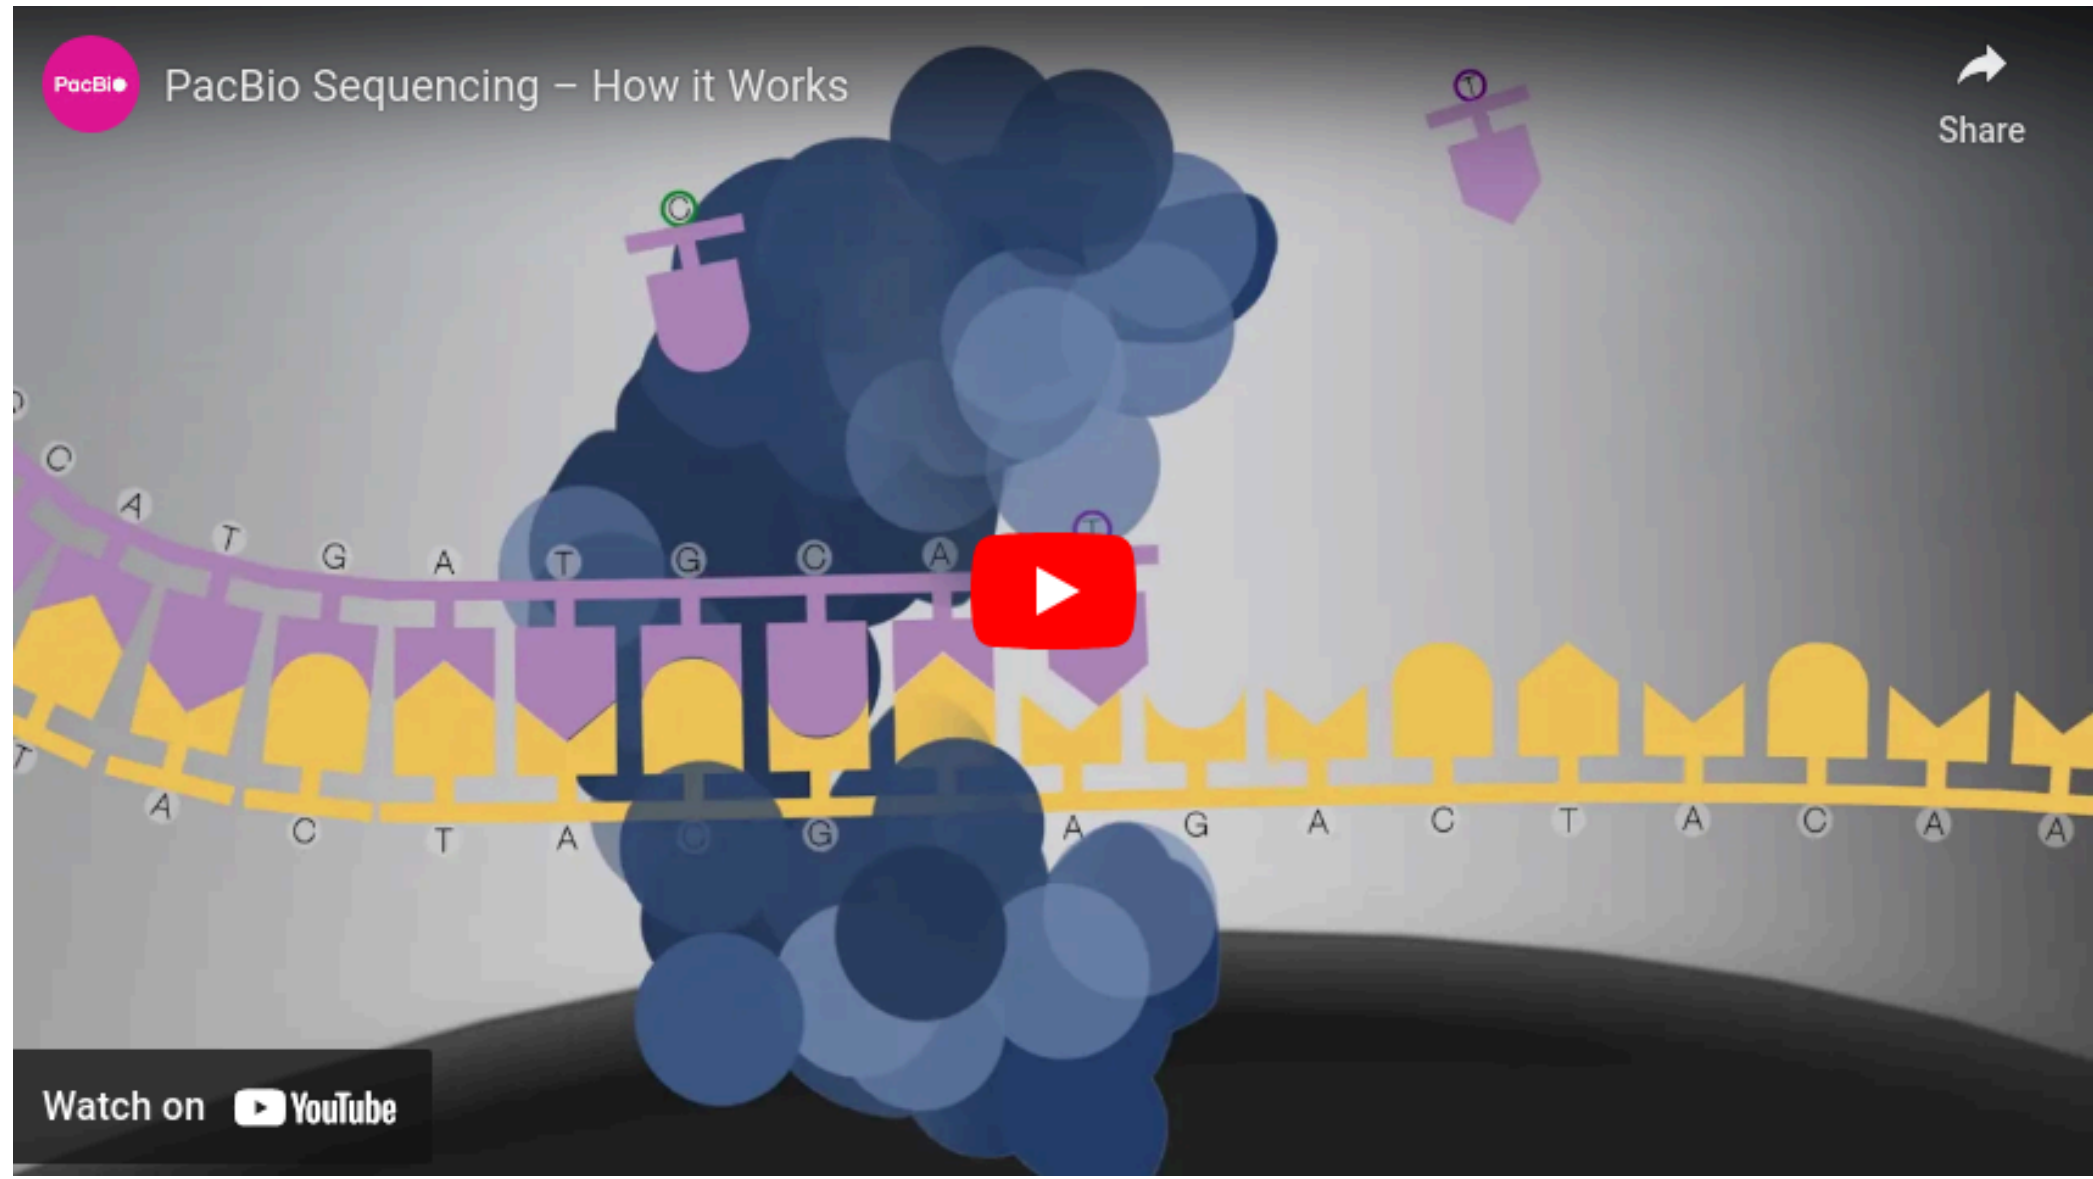 PacBio
PacBio Sequencing – How it Works
Share
T
C
C A T G A T G C A T
T A C T A C G A G A C T A C A A
Watch on YouTube